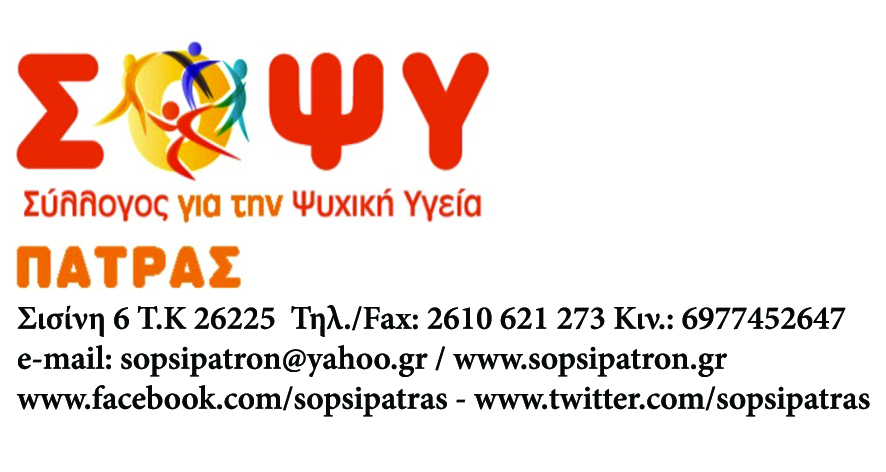 ΣΟΨΥ
Σύλλογος για την Ψυχική Υγεία
ΠΑΤΡΑΣ
Σισίνη 6 Τ.Κ 26225 Τηλ./Fax: 2610 621 273 Κιν.: 6977452647
e-mail: sopsipatron@yahoo.gr / www.sopsipatron.gr
www.facebook.com/sopsipatras - www.twitter.com/sopsipatras